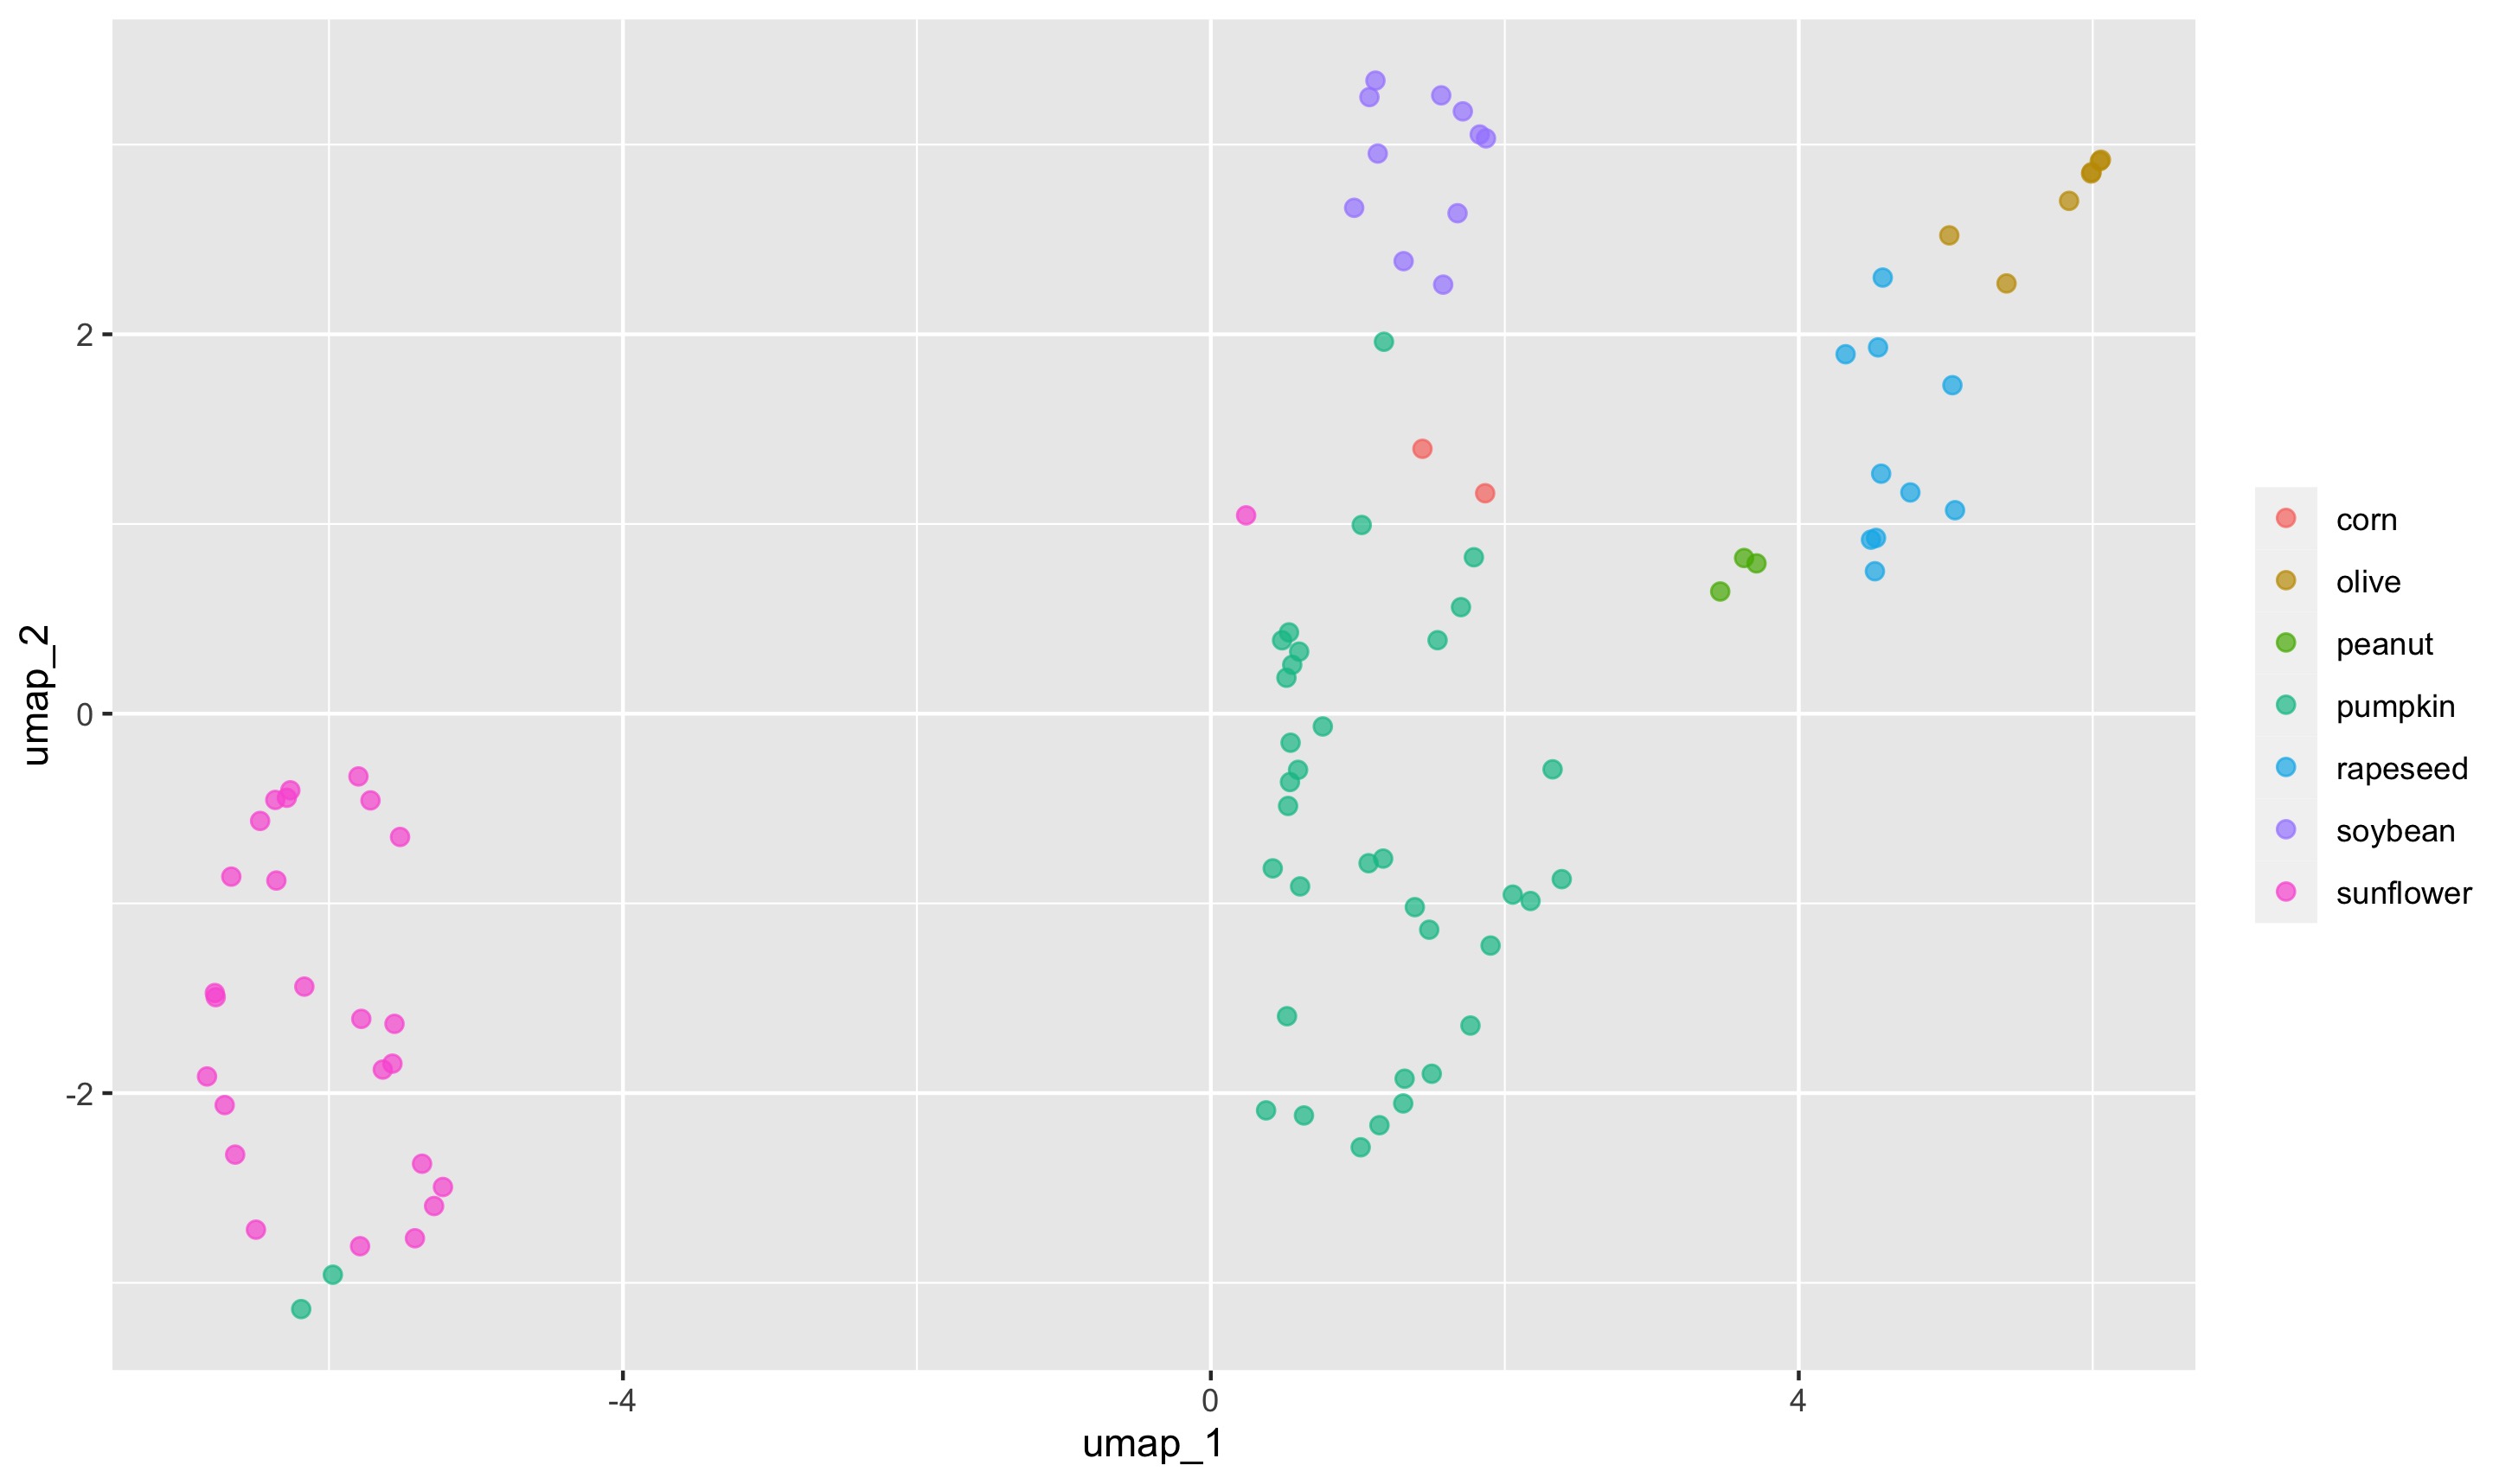 umap_2
2
0
-2
-4
0
4
umap_1
corn
olive
peanut
pumpkin
rapeseed
soybean
sunflower